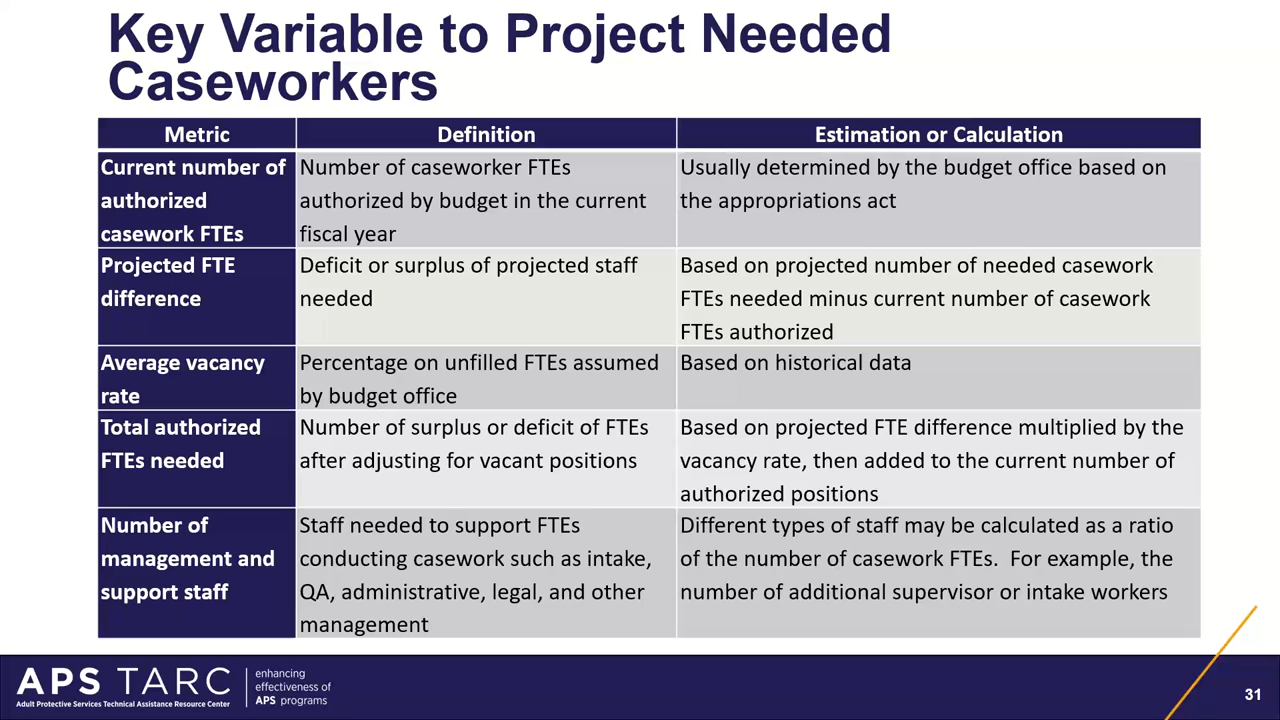 Key Variable to Project Needed
Caseworkers
Metric
Definition
Estimation or Calculation
Current number of
authorized
casework FTEs
Number of caseworker FTEs
authorized by budget in the current
fiscal year
Usually determined by the budget office based on
the appropriations act
Projected FTE
difference
Deficit or surplus of projected staff
needed
Based on projected number of needed casework
FTEs needed minus current number of casework
FTEs authorized
Average vacancy
rate
Percentage on unfilled FTEs assumed
by budget office
Based on historical data
Total authorized
FTEs needed
Number of surplus or deficit of FTEs
after adjusting for vacant positions
Based on projected FTE difference multiplied by the
vacancy rate, then added to the current number of
authorized positions
Number of
management and
support staff
Staff needed to support FTEs
conducting casework such as intake,
QA, administrative, legal, and other
management
Different types of staff may be calculated as a ratio
of the number of casework FTEs.  For example, the
number of additional supervisor or intake workers
APS TARC
Adult Protective Services Technical Assistance Resource Center
enhancing
effectiveness of
APS programs
31